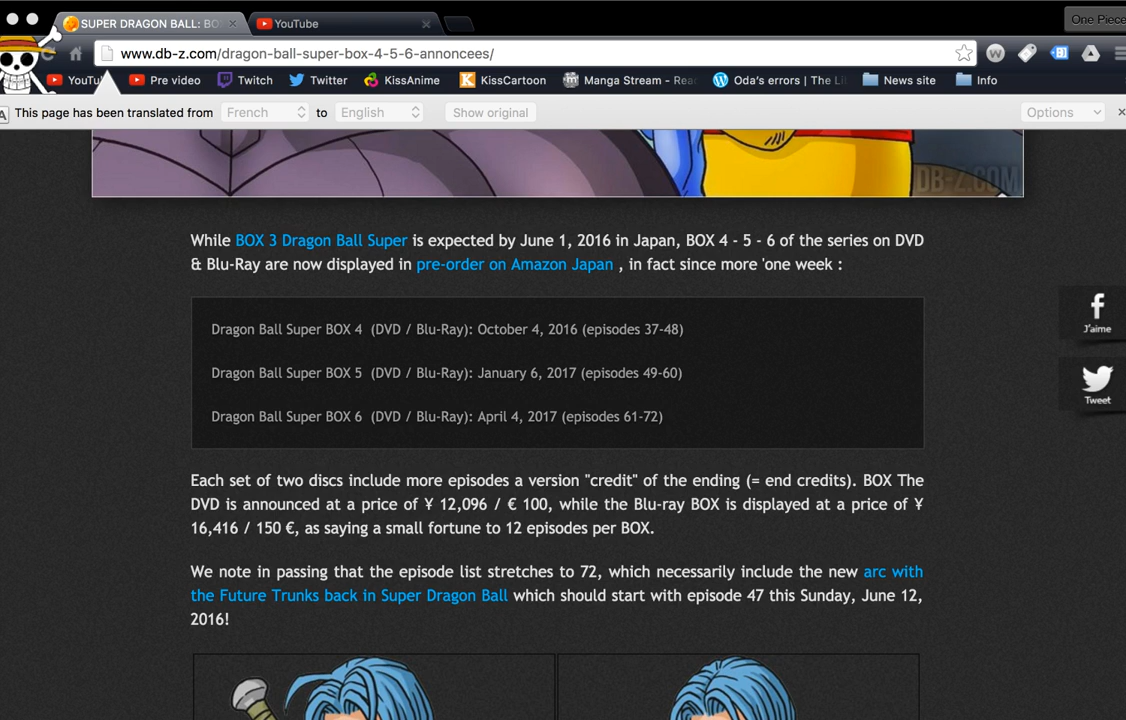 SUPER DRAGON BALL: BO
YouTube
One Piece
www.db-z.com/dragon-ball-super-box-4-5-6-annoncees/
YouTu
Pre video
Twitch
Twitter
KissAnime
KissCartoon
Manga Stream - Rea
Oda's errors | The Li
News site
Info
This page has been translated from French to English Show original Options
DB-Z.COM
While BOX 3 Dragon Ball Super is expected by June 1, 2016 in Japan, BOX 4 - 5 - 6 of the series on DVD
& Blu-Ray are now displayed in pre-order on Amazon Japan , in fact since more 'one week :
Dragon Ball Super BOX 4 (DVD / Blu-Ray): October 4, 2016 (episodes 37-48)
Dragon Ball Super BOX 5 (DVD / Blu-Ray): January 6, 2017 (episodes 49-60)
Dragon Ball Super BOX 6 (DVD / Blu-Ray): April 4, 2017 (episodes 61-72)
J'aime
Tweet
Each set of two discs include more episodes a version "credit" of the ending (= end credits). BOX The
DVD is announced at a price of ¥ 12,096 / € 100, while the Blu-ray BOX is displayed at a price of ¥
16,416 / 150 €, as saying a small fortune to 12 episodes per BOX.
We note in passing that the episode list stretches to 72, which necessarily include the new arc with
the Future Trunks back in Super Dragon Ball which should start with episode 47 this Sunday, June 12,
2016!